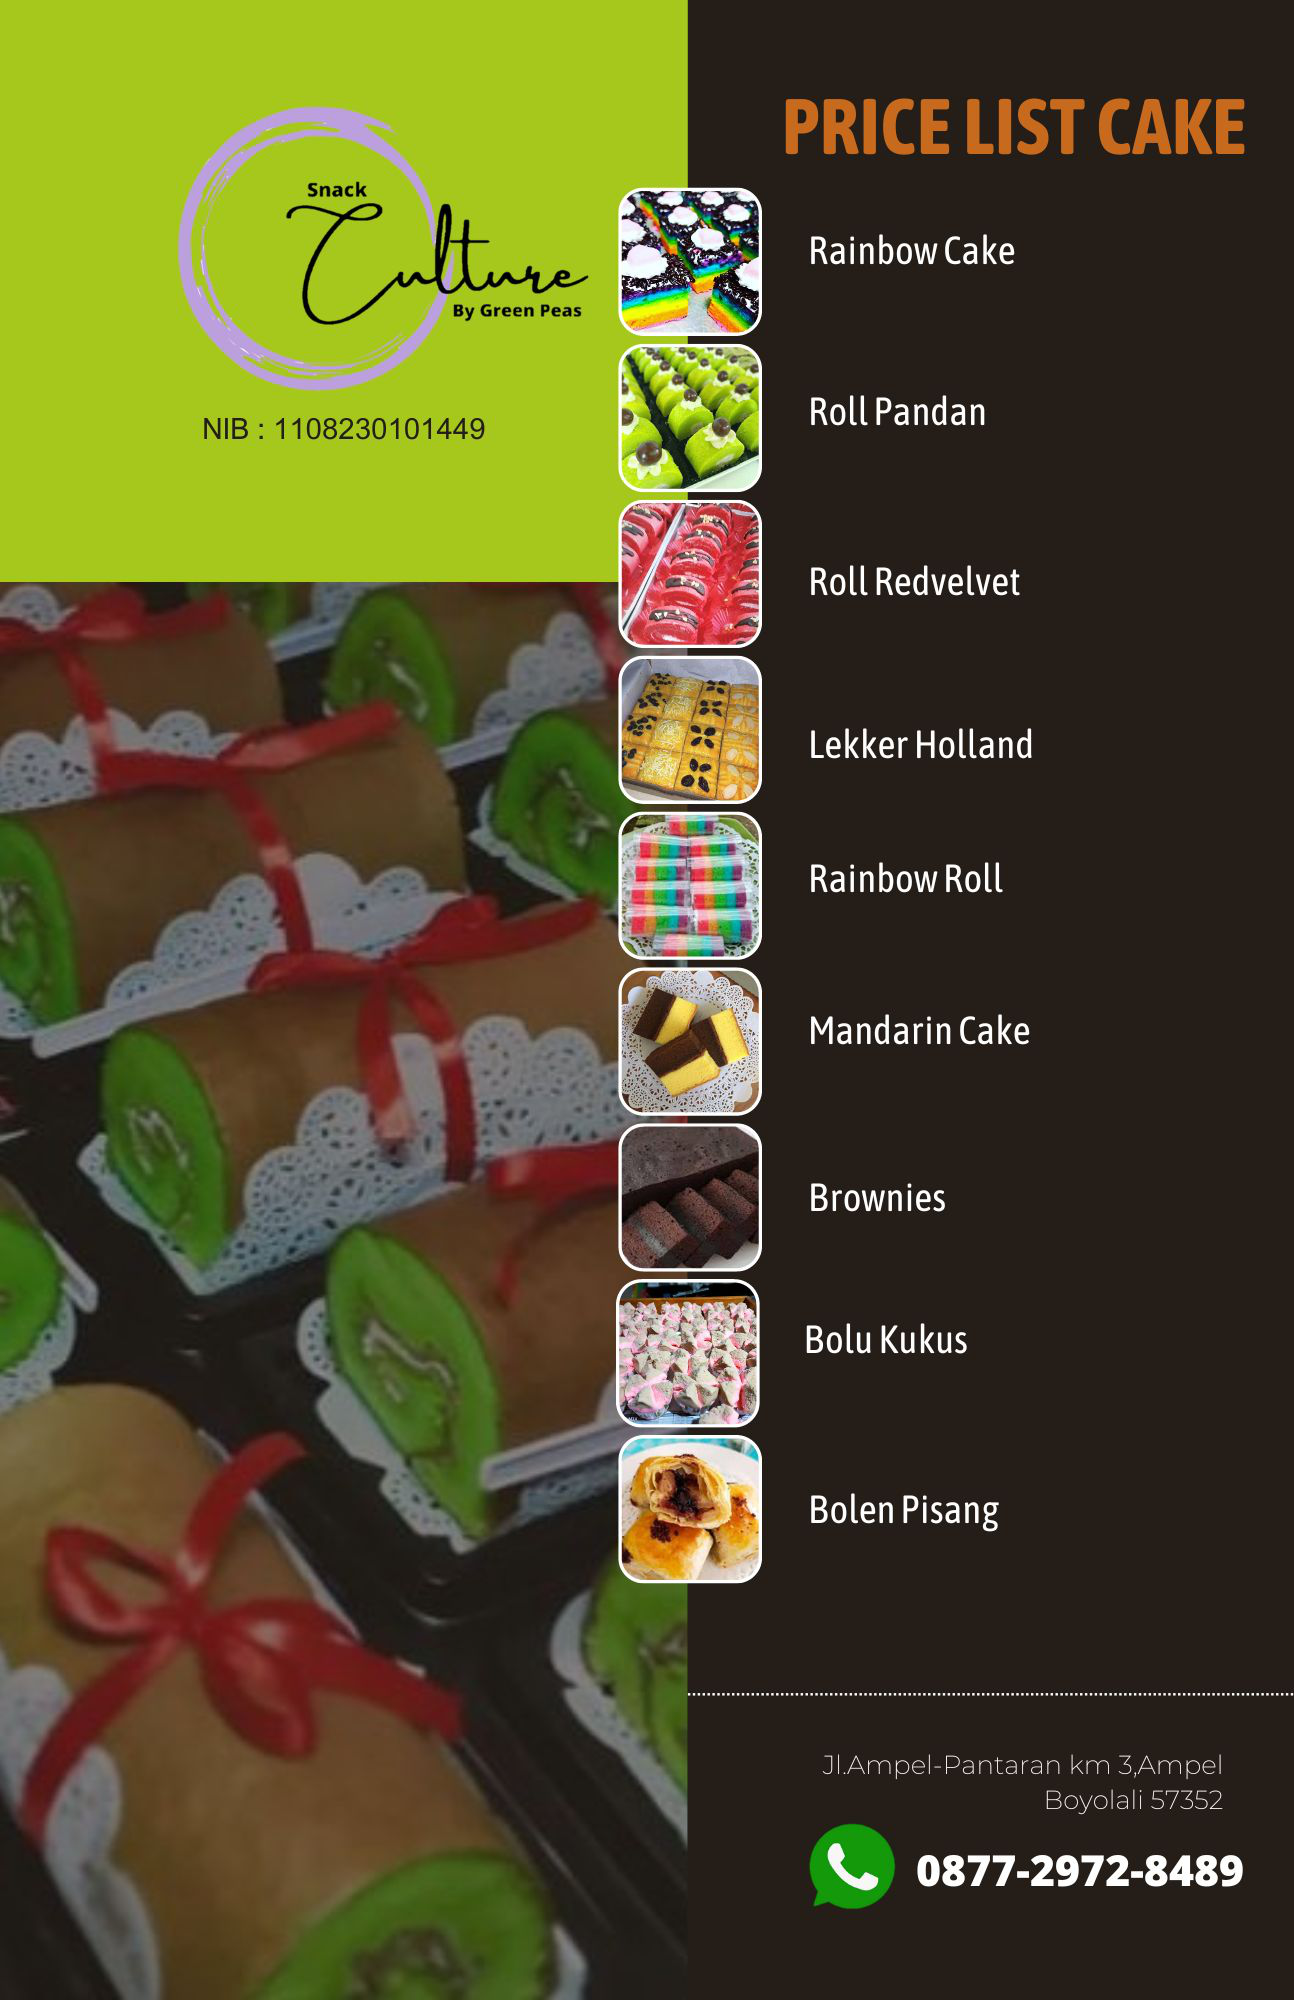 Snack
Culture
By Green Peas
NIB : 1108230101449
PRICE LIST CAKE
Rainbow Cake
Roll Pandan
Roll Redvelvet
Lekker Holland
Rainbow Roll
Mandarin Cake
Brownies
Bolu Kukus
Bolen Pisang
Jl.Ampel-Pantaran km 3,Ampel
Boyolali 57352
0877-2972-8489